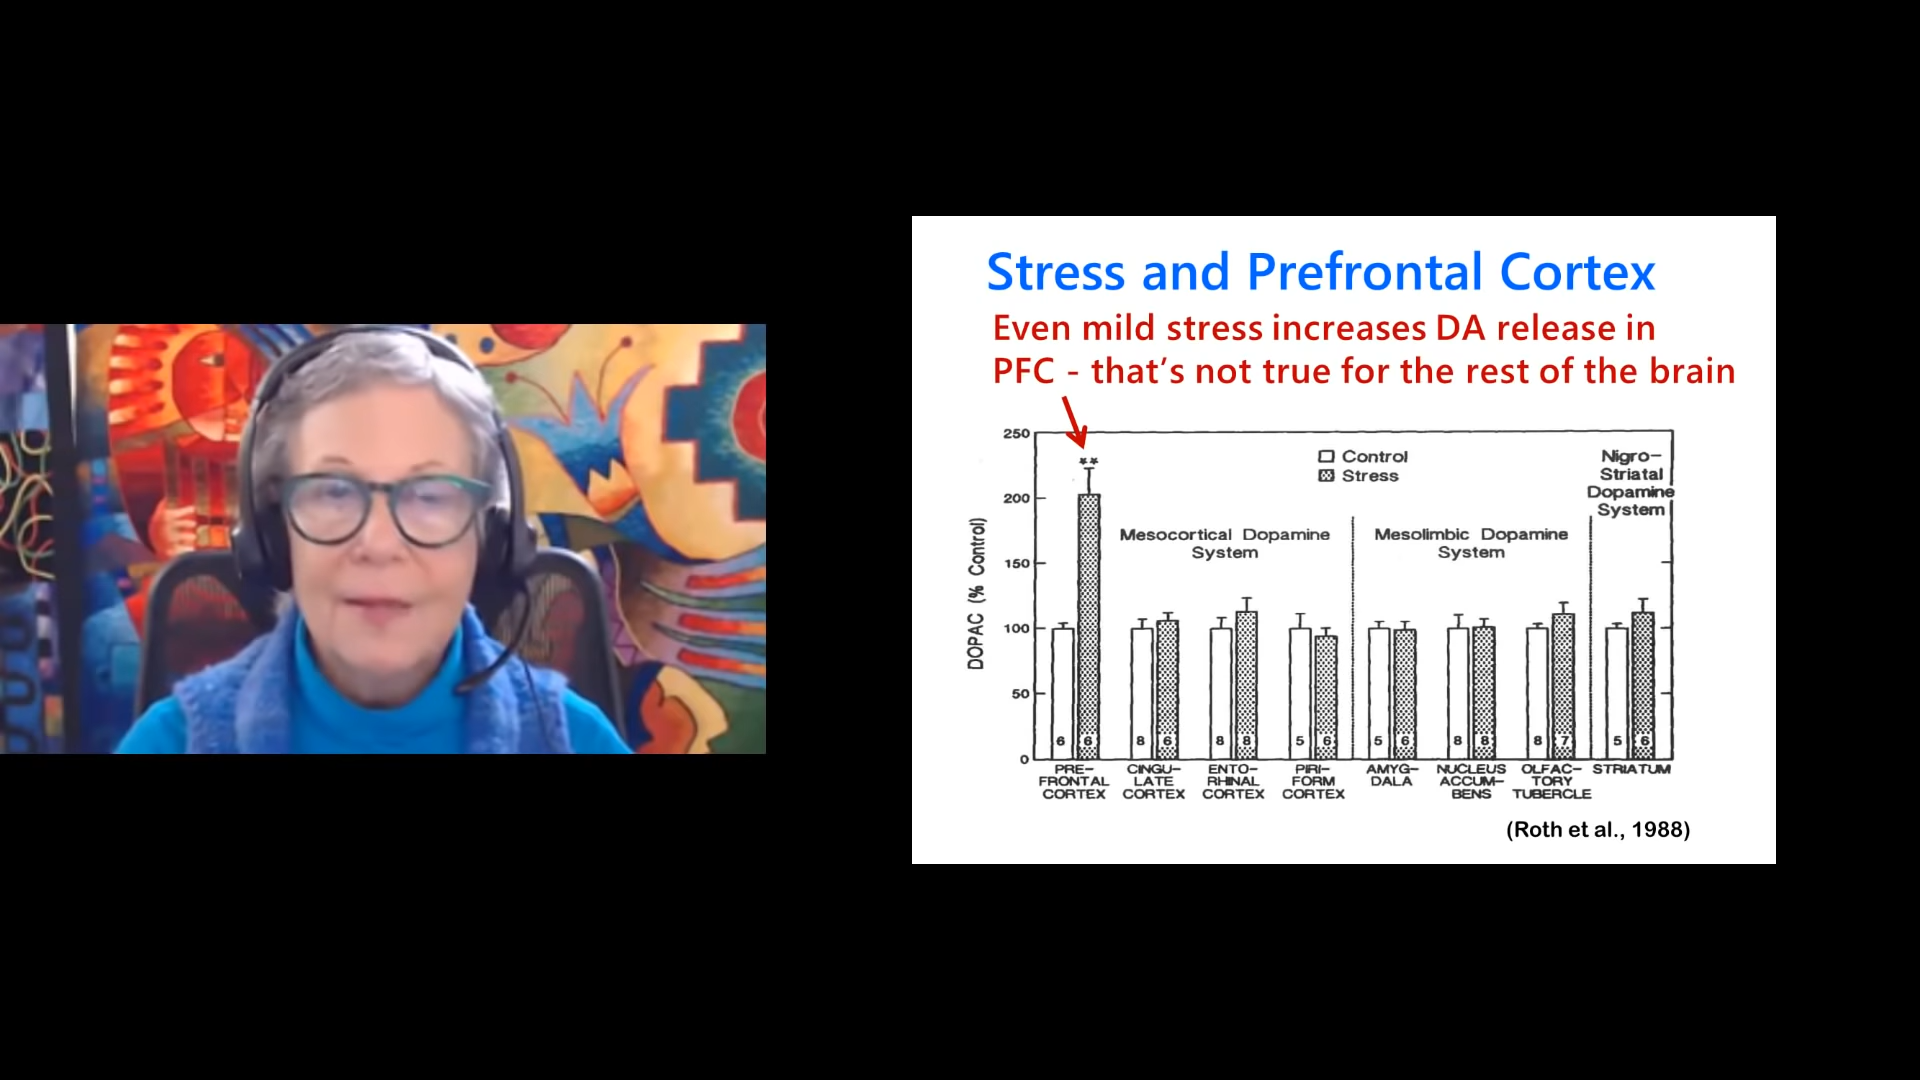 Stress and Prefrontal Cortex
Even mild stress increases DA release in
PFC - that's not true for the rest of the brain
250
200
150
100
50
0
DOPAC (% Control)
**
Control
Stress
Mesocortical Dopamine
System
Mesolimbic Dopamine
System
Nigro-
Striatal
Dopamine
System
6 6 8 6 8 8 5 6 5 6 8 8 8 7 5 6
PRE-
FRONTAL
CORTEX
CINGU-
LATE
CORTEX
ENTO-
RHINAL
CORTEX
PIRI-
FORM
CORTEX
AMYG-
DALA
NUCLEUS
ACCUM-
BENS
OLFAC-
TORY
TUBERCLE
STRIATUM
(Roth et al., 1988)